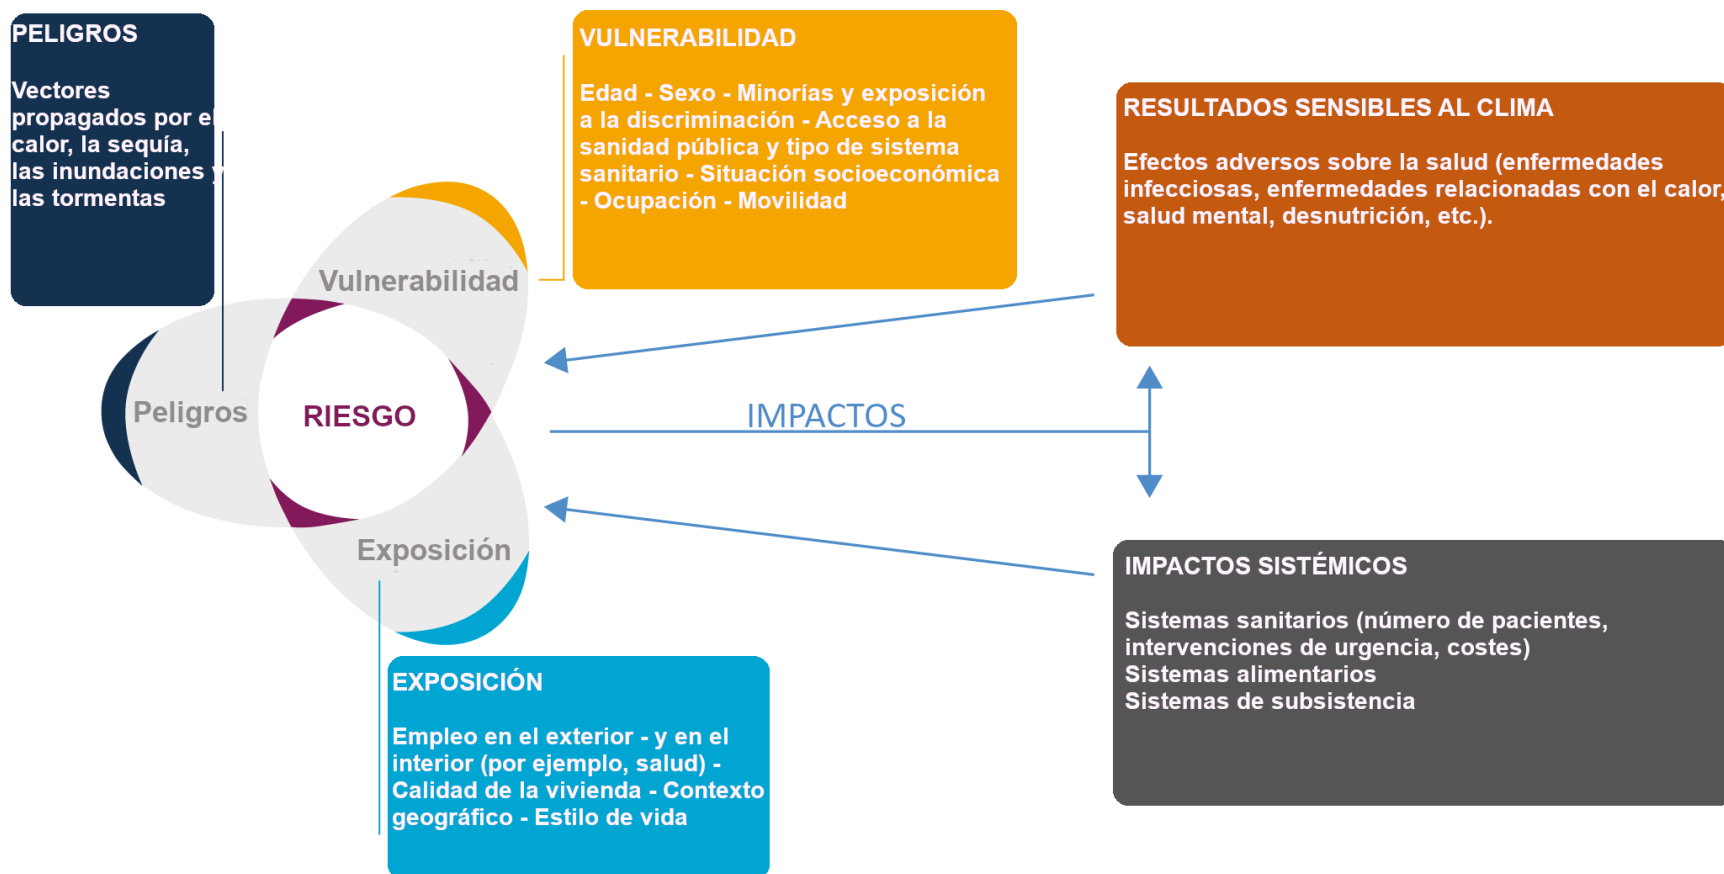 PELIGROS
Vectores
propagados por el
calor, la sequía,
las inundaciones y
las tormentas
VULNERABILIDAD
Edad - Sexo - Minorías y exposición
a la discriminación - Acceso a la
sanidad pública y tipo de sistema
sanitario - Situación socioeconómica
- Ocupación - Movilidad
RESULTADOS SENSIBLES AL CLIMA
Efectos adversos sobre la salud (enfermedades
infecciosas, enfermedades relacionadas con el calor,
salud mental, desnutrición, etc.).
Vulnerabilidad
Peligros
RIESGO
IMPACTOS
Exposición
IMPACTOS SISTÉMICOS
Sistemas sanitarios (número de pacientes,
intervenciones de urgencia, costes)
Sistemas alimentarios
Sistemas de subsistencia
EXPOSICIÓN
Empleo en el exterior - y en el
interior (por ejemplo, salud) -
Calidad de la vivienda - Contexto
geográfico - Estilo de vida